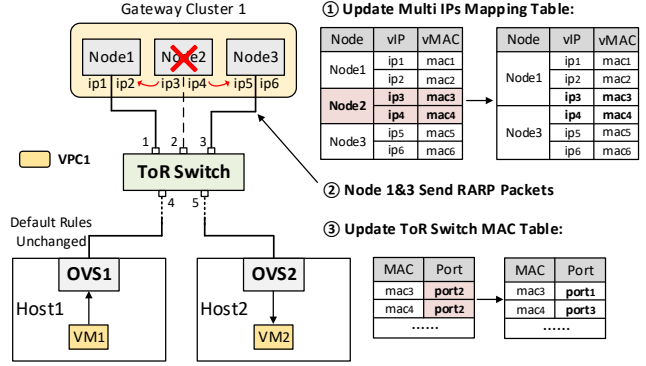 Gateway Cluster 1
Node1 Node2 Node3
ip1 ip2 ip3 ip4 ip5 ip6
1 2 3
VPC1
ToR Switch
4 5
Default Rules
Unchanged
OVS1 OVS2
Host1 Host2
VM1 VM2
① Update Multi IPs Mapping Table:
Node vIP vMAC
Node1 ip1 mac1
ip2 mac2
Node2 ip3 mac3
ip4 mac4
Node3 ip5 mac5
ip6 mac6
Node vIP vMAC
Node1 ip1 mac1
ip2 mac2
ip3 mac3
Node3 ip4 mac4
ip5 mac5
ip6 mac6
② Node 1&3 Send RARP Packets
③ Update ToR Switch MAC Table:
MAC Port
mac3 port2
mac4 port2
......
MAC Port
mac3 port1
mac4 port3
......